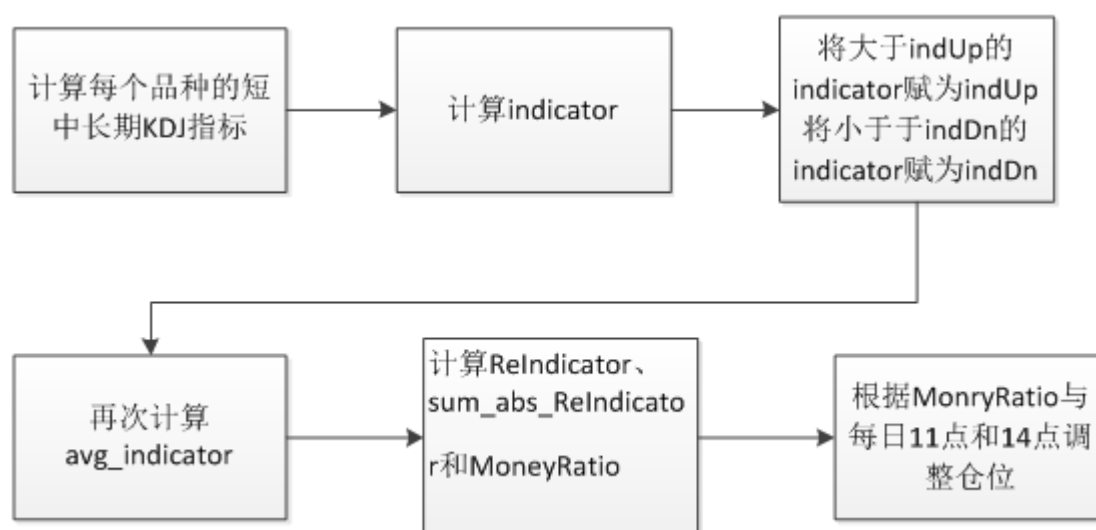 计算每个品种的短
中长期KDJ指标
计算indicator
将大于indUp的
indicator赋为indUp
将小于于indDn的
indicator赋为indDn
再次计算
avg_indicator
计算ReIndicator、
sum_abs_ReIndicato
r和MoneyRatio
根据MonryRatio与
每日11点和14点调
整仓位